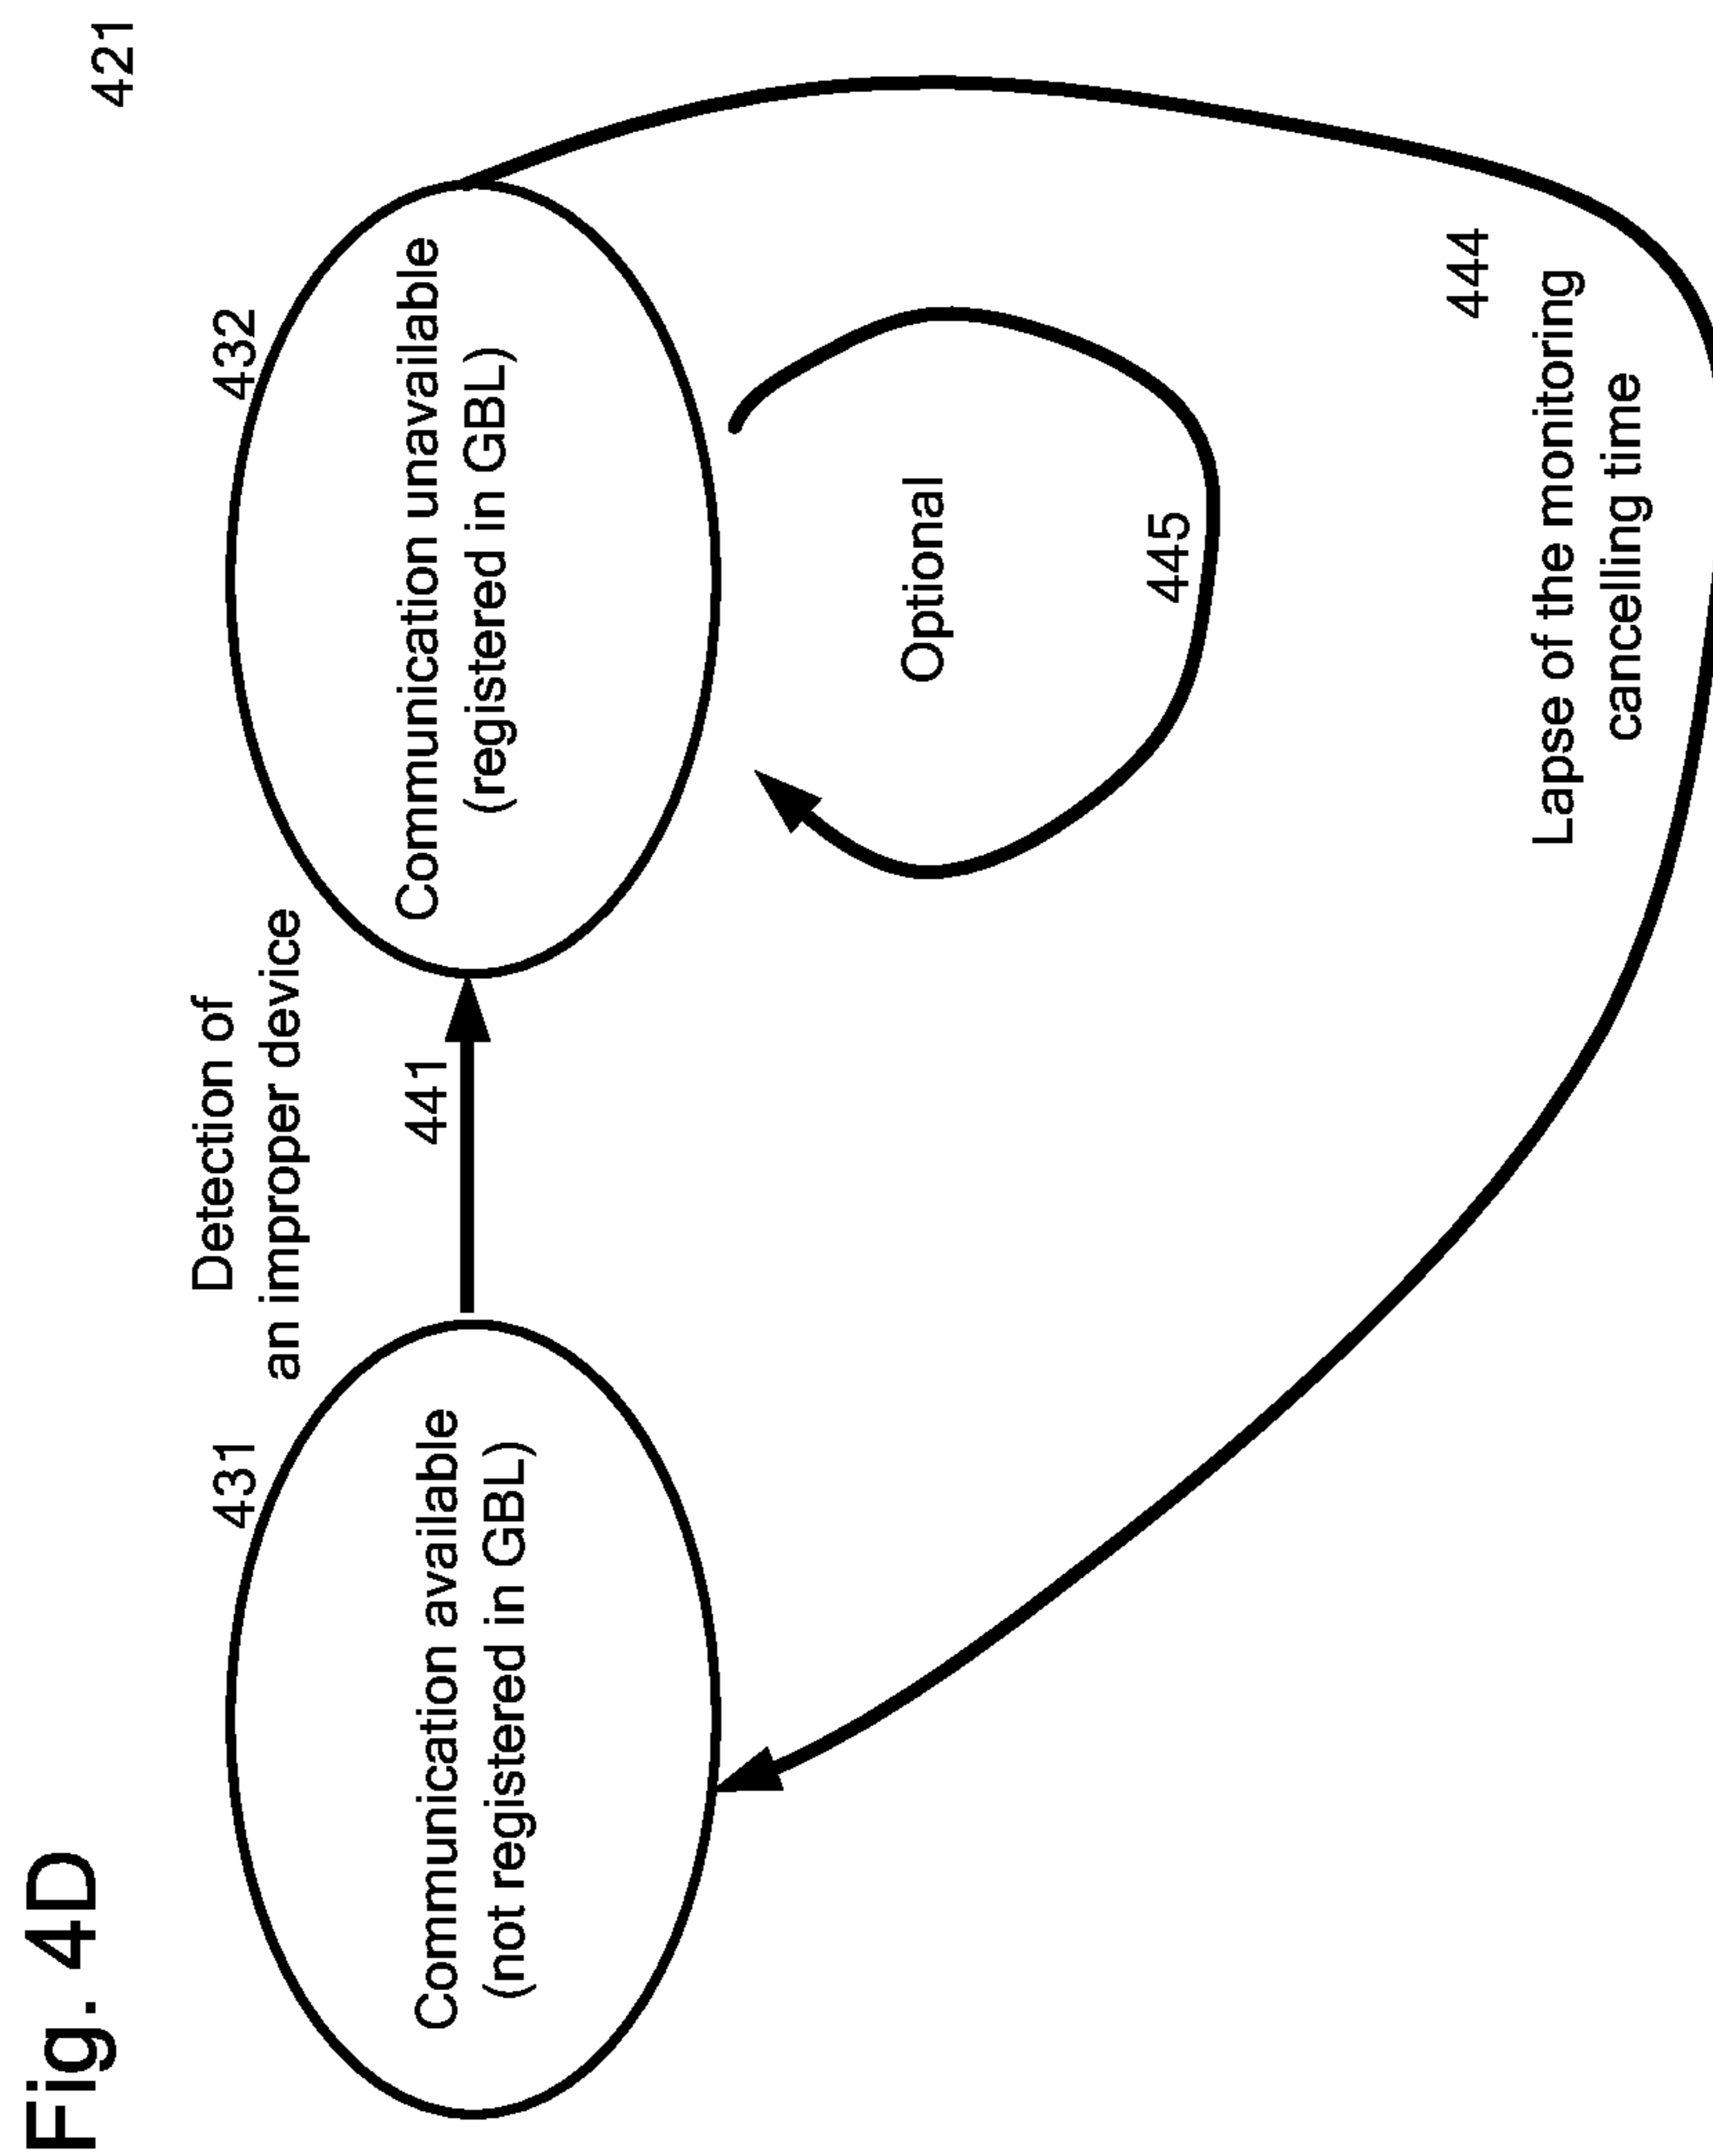 Fig. 4D
421
431
Detection of
an improper device
432
Communication available
(not registered in GBL)
441
Communication unavailable
(registered in GBL)
Optional
445
444
Lapse of the monitoring
cancelling time